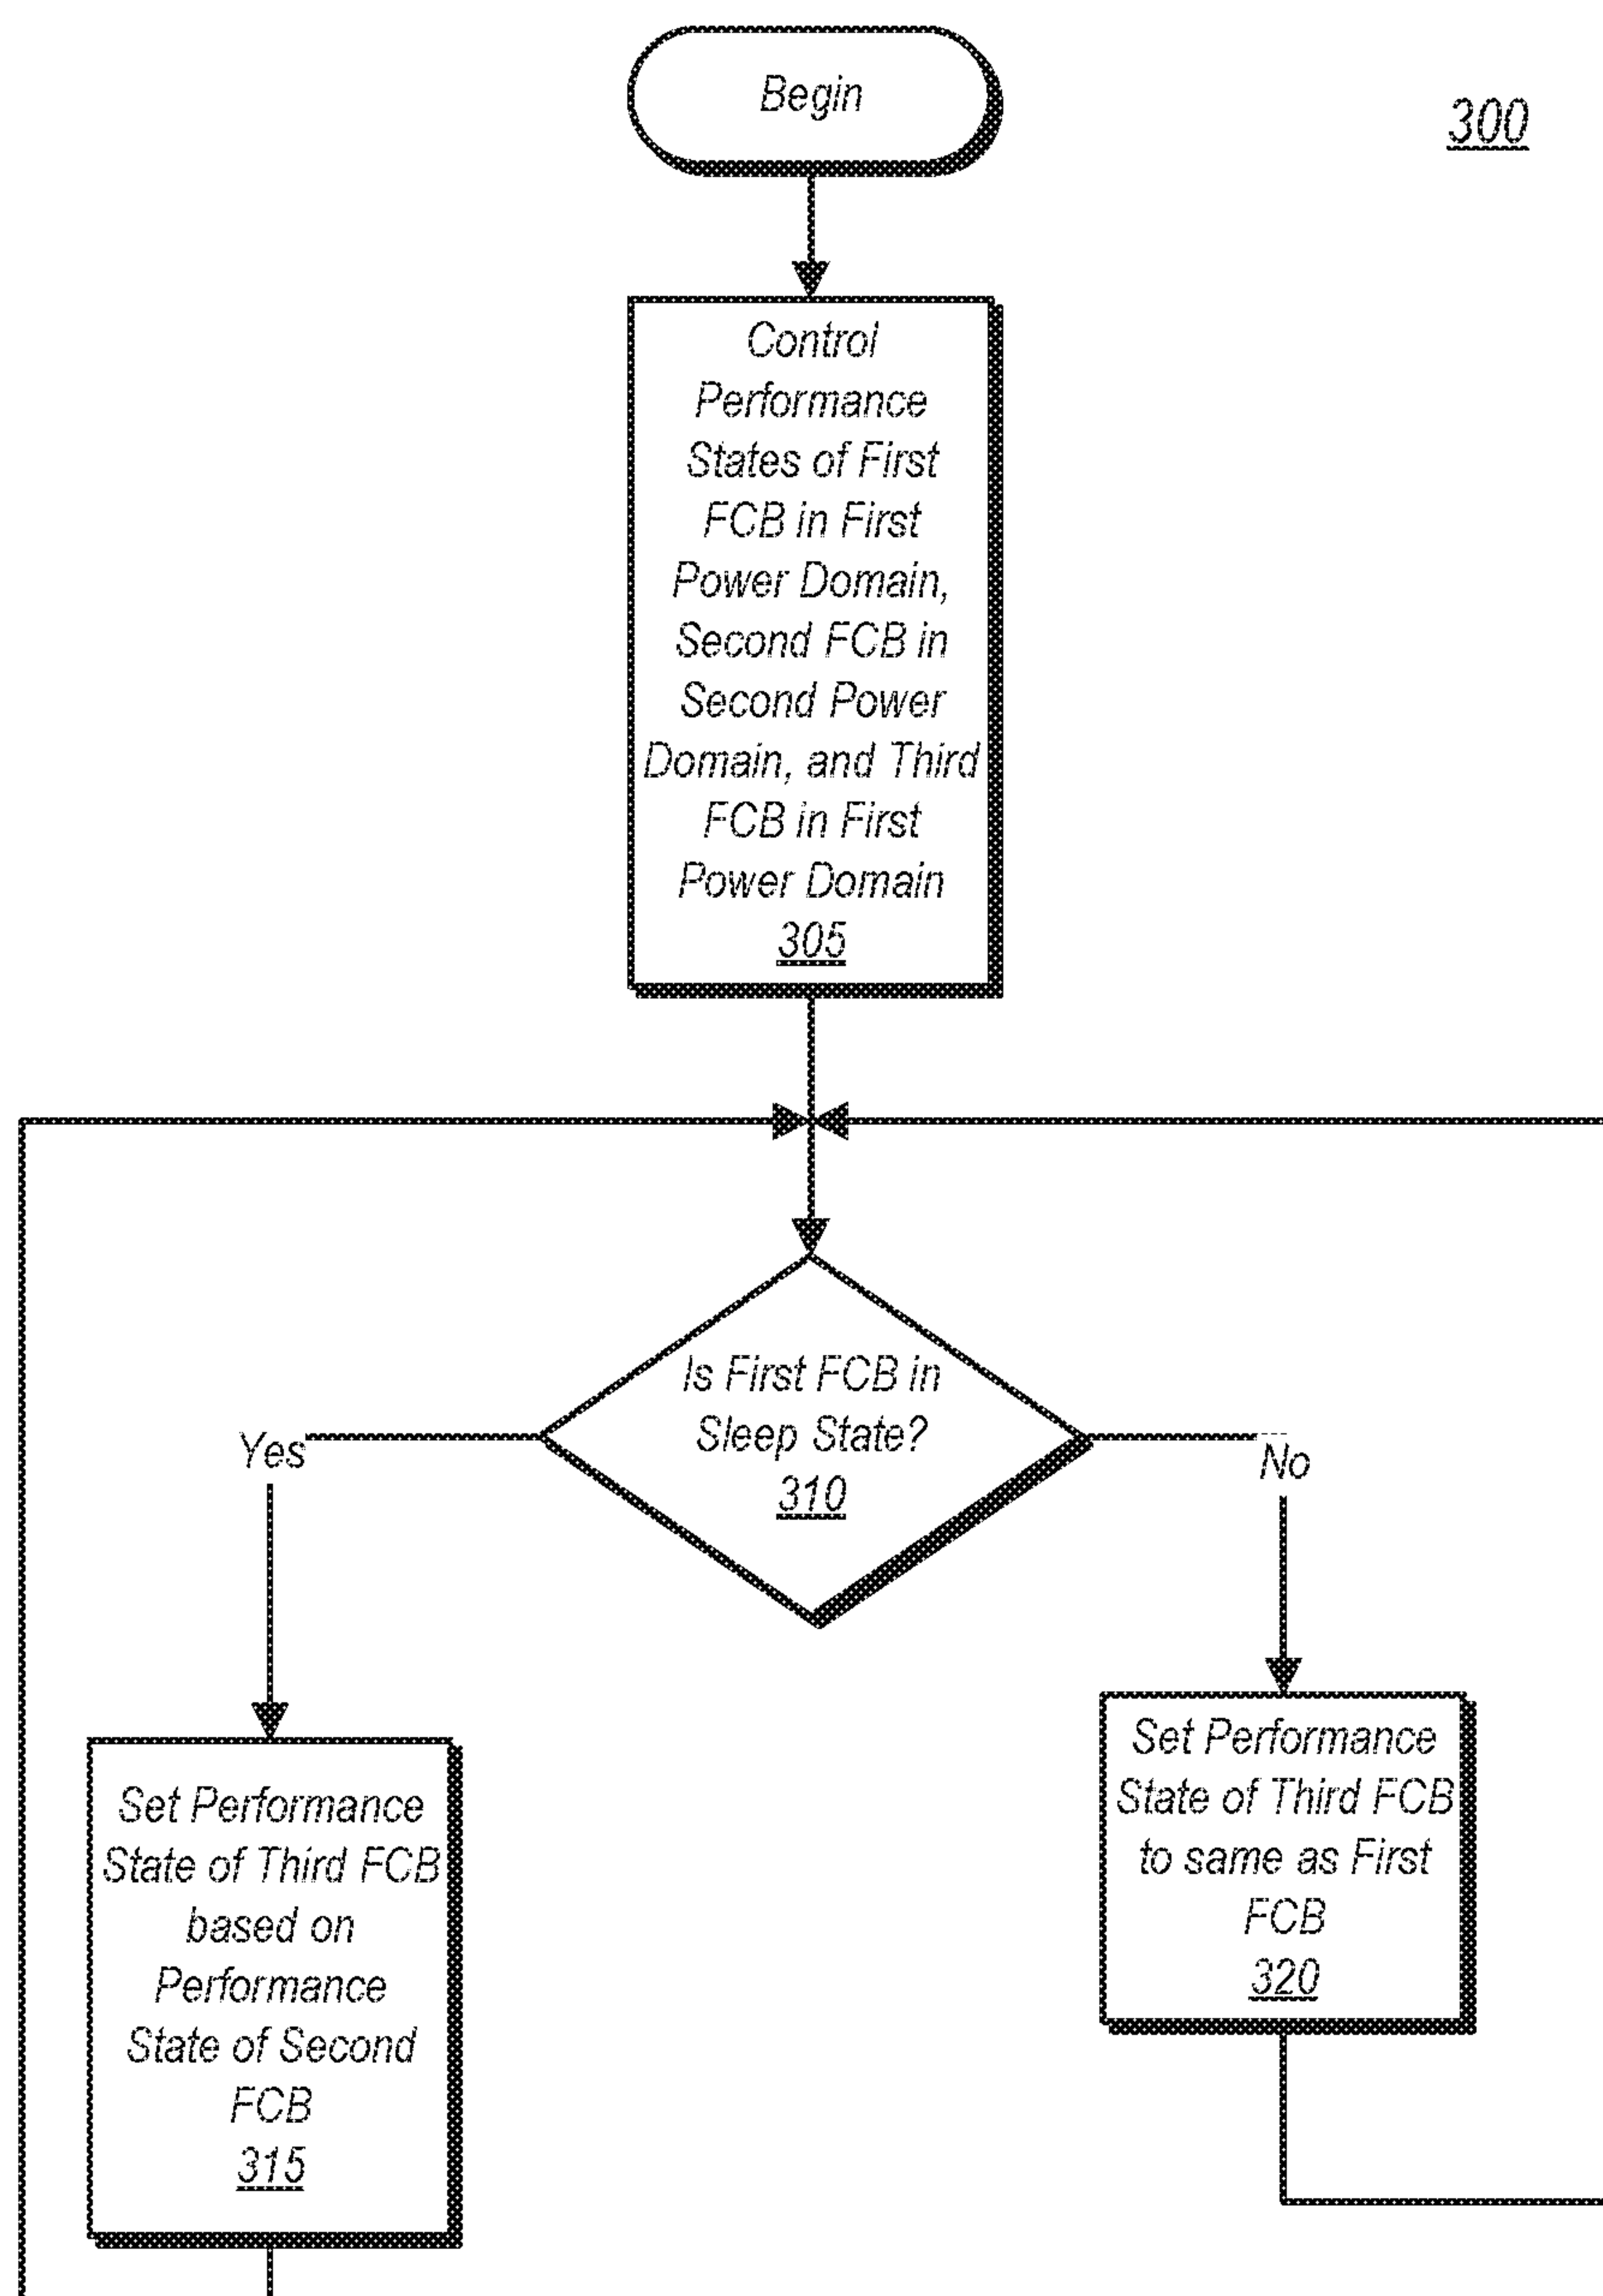 Begin
300
Control
Performance
States of First
FCB in First
Power Domain,
Second FCB in
Second Power
Domain, and Third
FCB in First
Power Domain
305
Is First FCB in
Sleep State?
310
Yes
No
Set Performance
State of Third FCB
based on
Performance
State of Second
FCB
315
Set Performance
State of Third FCB
to same as First
FCB
320